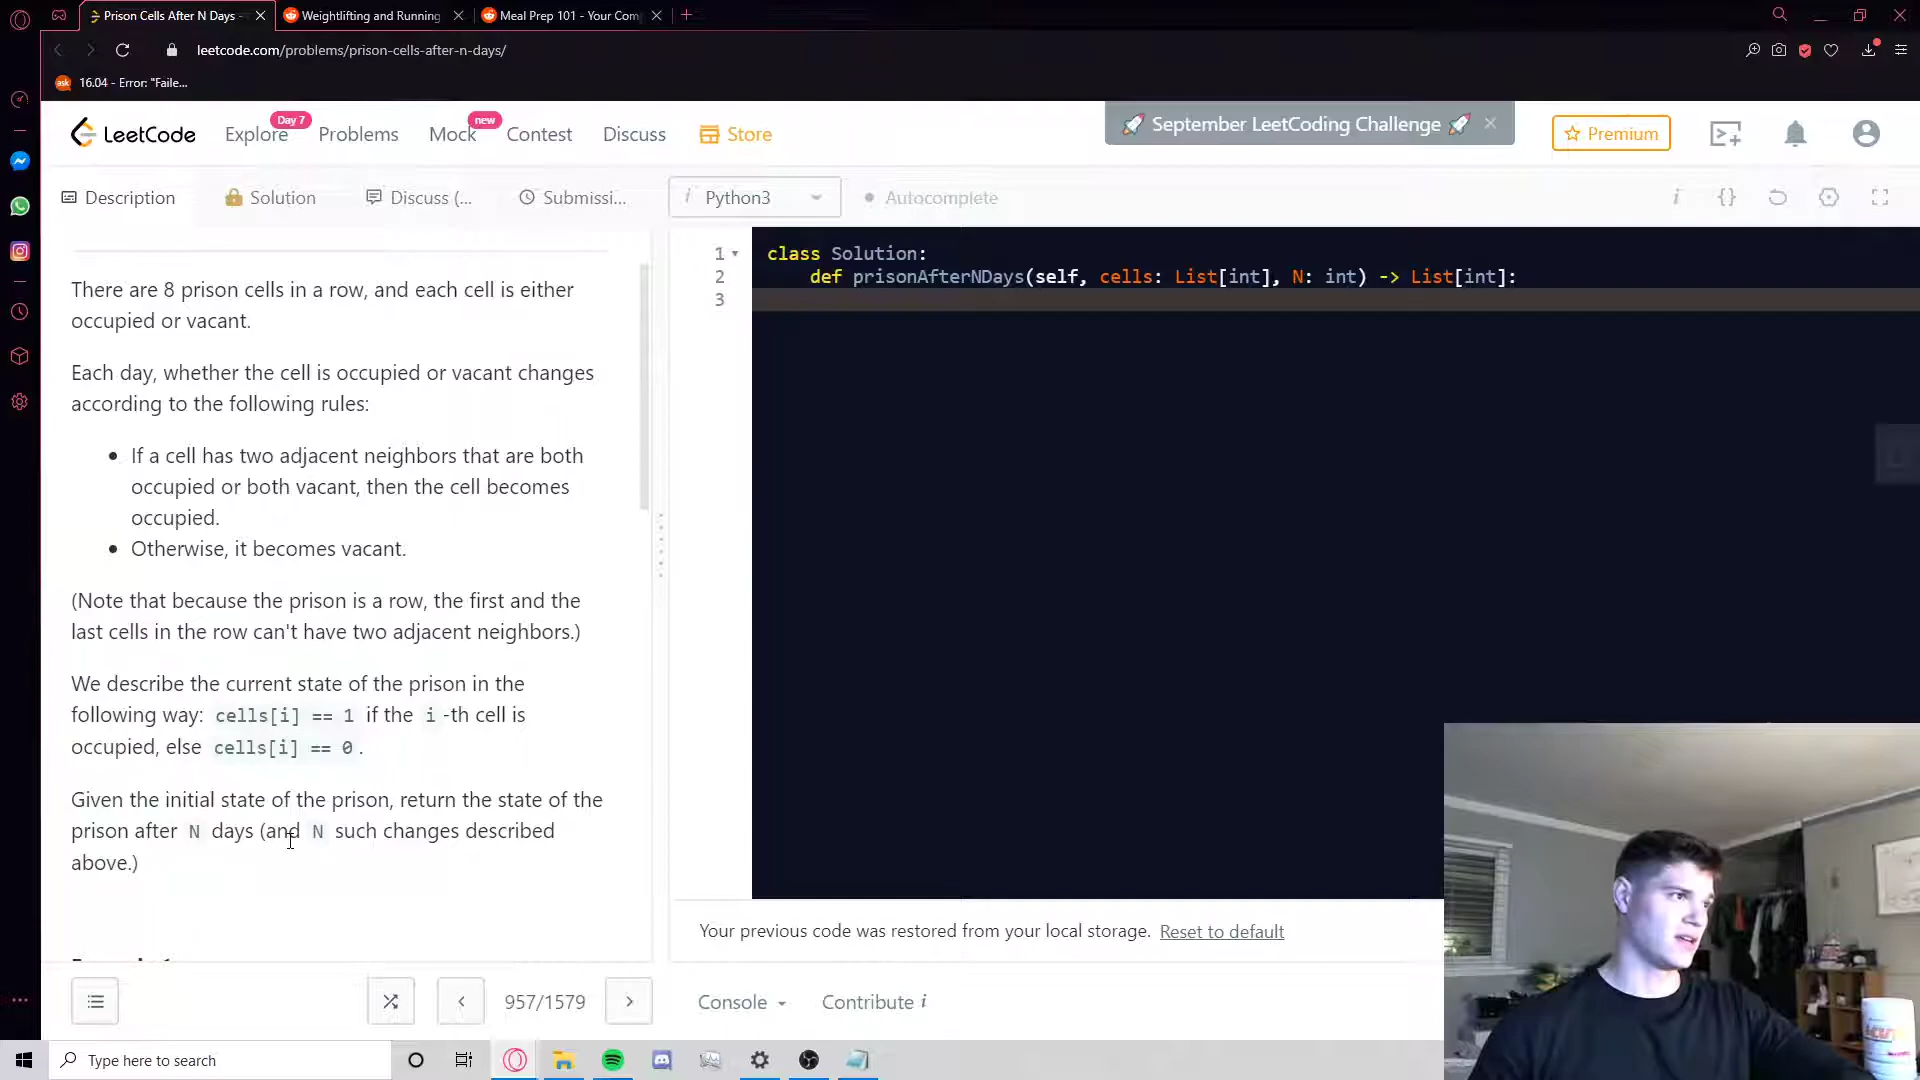 Prison Cells After N Days -
Weightlifting and Running
Meal Prep 101 - Your Com
leetcode.com/problems/prison-cells-after-n-days/
ask 16.04 - Error: "Faile...
LeetCode
Explore
Day 7
Problems
Mock
new
Contest
Discuss
Store
September LeetCoding Challenge
Premium
Description
Solution
Discuss (...
Submissi...
i Python3
Autocomplete
i
{}
There are 8 prison cells in a row, and each cell is either
occupied or vacant.
Each day, whether the cell is occupied or vacant changes
according to the following rules:
If a cell has two adjacent neighbors that are both
occupied or both vacant, then the cell becomes
occupied.
Otherwise, it becomes vacant.
(Note that because the prison is a row, the first and the
last cells in the row can't have two adjacent neighbors.)
We describe the current state of the prison in the
following way: cells[i] == 1 if the i -th cell is
occupied, else cells[i] == 0 .
Given the initial state of the prison, return the state of the
prison after N days (and N such changes described
above.)
1 class Solution:
2 def prisonAfterNDays(self, cells: List[int], N: int) -> List[int]:
3
Your previous code was restored from your local storage. Reset to default
957/1579
Console
Contribute i
Type here to search